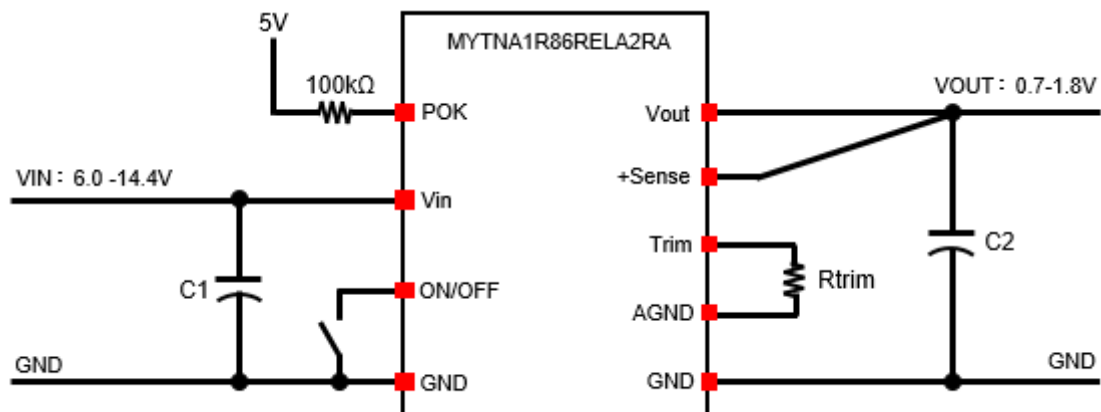 5V
MYTNA1R86RELA2RA
100kΩ
POK
Vout
VOUT: 0.7-1.8V
VIN: 6.0 -14.4V
Vin
+Sense
Trim
C2
C1
ON/OFF
Rtrim
AGND
GND
GND
GND
GND